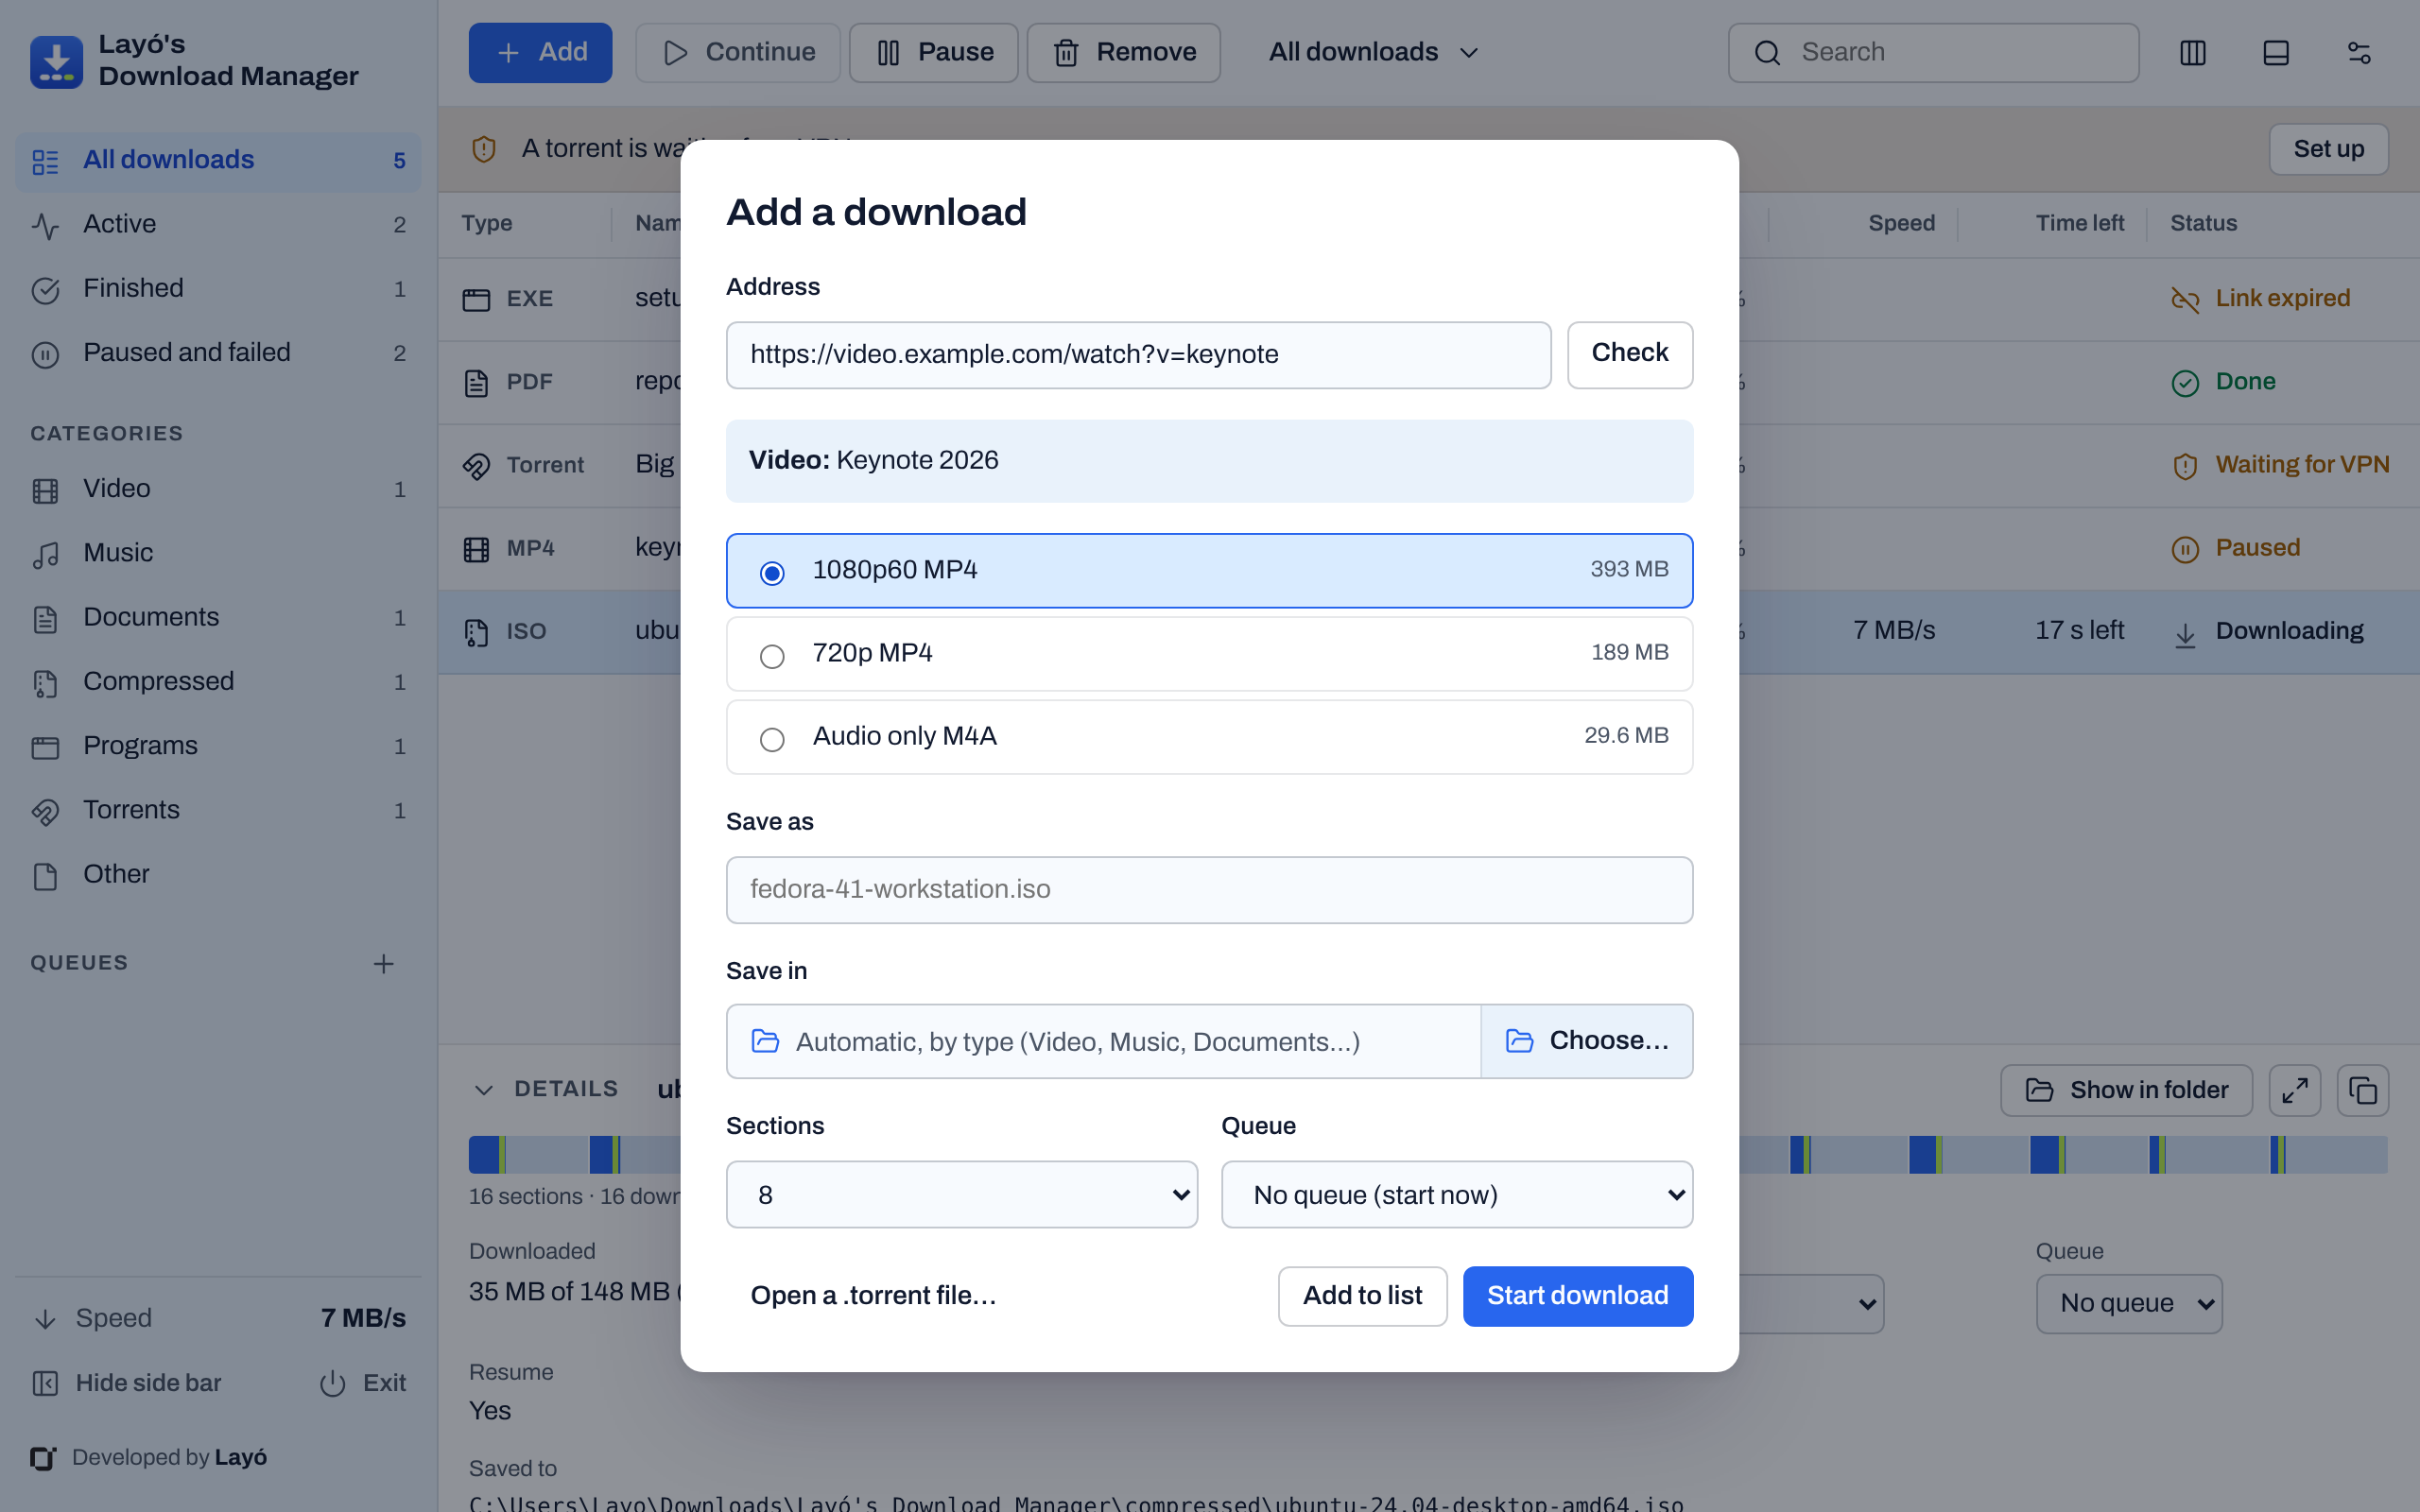 Layó's
Download Manager
All downloads 5
Active 2
Finished 1
Paused and failed 2
CATEGORIES
Video 1
Music
Documents 1
Compressed 1
Programs 1
Torrents 1
Other
QUEUES
Speed 7 MB/s
Hide side bar Exit
Developed by Layó
Add Continue Pause Remove All downloads Search
A torrent is
Set up
Type Speed Time left Status
EXE Link expired
PDF Done
Torrent Big Waiting for VPN
MP4 Paused
ISO 7 MB/s 17 s left Downloading
Add a download
Address
https://video.example.com/watch?v=keynote Check
Video: Keynote 2026
1080p60 MP4 393 MB
720p MP4 189 MB
Audio only M4A 29.6 MB
Save as
fedora-41-workstation.iso
Save in
Automatic, by type (Video, Music, Documents...) Choose...
Sections Queue
8 No queue (start now)
Open a .torrent file... Add to list Start download
DETAILS Show in folder
16 sections · 16
Downloaded
35 MB of 148 MB
Queue
No queue
Resume
Yes
Saved to
C:\Users\Layo\Downloads\Layó's Download Manager\compressed\ubuntu-24.04-desktop-amd64.iso